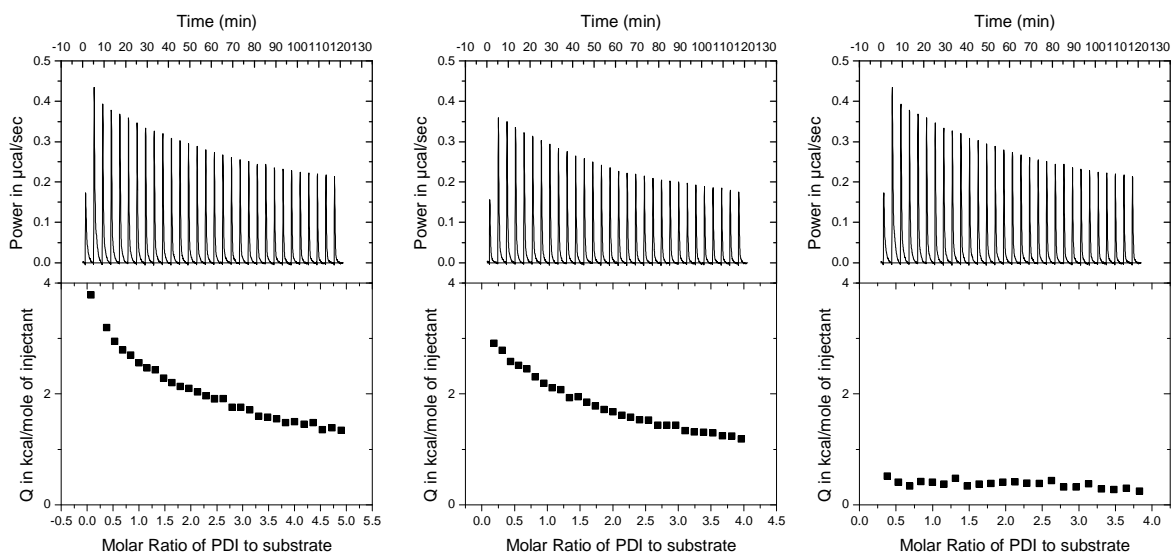 Time (min)
-10 0 10 20 30 40 50 60 70 80 90 100 110 120 130
0.5
0.4
0.3
0.2
0.1
0.0
Power in µcal/sec
4
2
0
Q in kcal/mole of injectant
-0.5 0.0 0.5 1.0 1.5 2.0 2.5 3.0 3.5 4.0 4.5 5.0 5.5
Molar Ratio of PDI to substrate
Time (min)
-10 0 10 20 30 40 50 60 70 80 90 100 110 120 130
0.5
0.4
0.3
0.2
0.1
0.0
Power in µcal/sec
4
2
0
Q in kcal/mole of injectant
0.0 0.5 1.0 1.5 2.0 2.5 3.0 3.5 4.0 4.5
Molar Ratio of PDI to substrate
Time (min)
-10 0 10 20 30 40 50 60 70 80 90 100 110 120 130
0.5
0.4
0.3
0.2
0.1
0.0
Power in µcal/sec
4
2
0
Q in kcal/mole of injectant
0.0 0.5 1.0 1.5 2.0 2.5 3.0 3.5 4.0
Molar Ratio of PDI to substrate